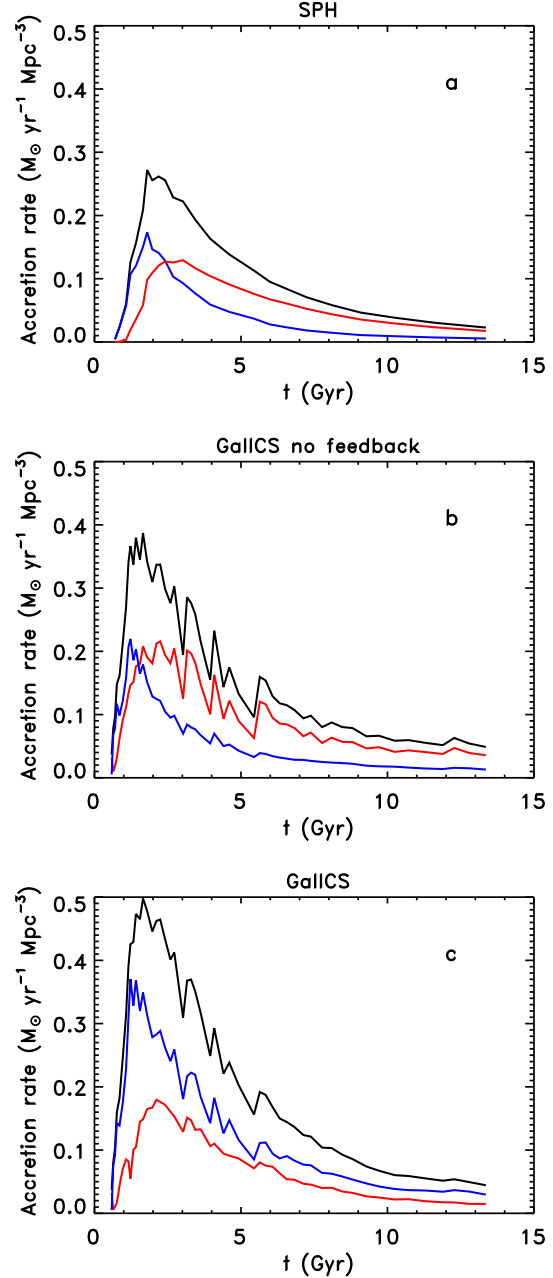 SPH
a
0.5
0.4
0.3
0.2
0.1
0.0
Accretion rate (M⊙ yr⁻¹ Mpc⁻³)
0 5 10 15
t (Gyr)
GalICS no feedback
b
0.5
0.4
0.3
0.2
0.1
0.0
Accretion rate (M⊙ yr⁻¹ Mpc⁻³)
0 5 10 15
t (Gyr)
GalICS
c
0.5
0.4
0.3
0.2
0.1
0.0
Accretion rate (M⊙ yr⁻¹ Mpc⁻³)
0 5 10 15
t (Gyr)